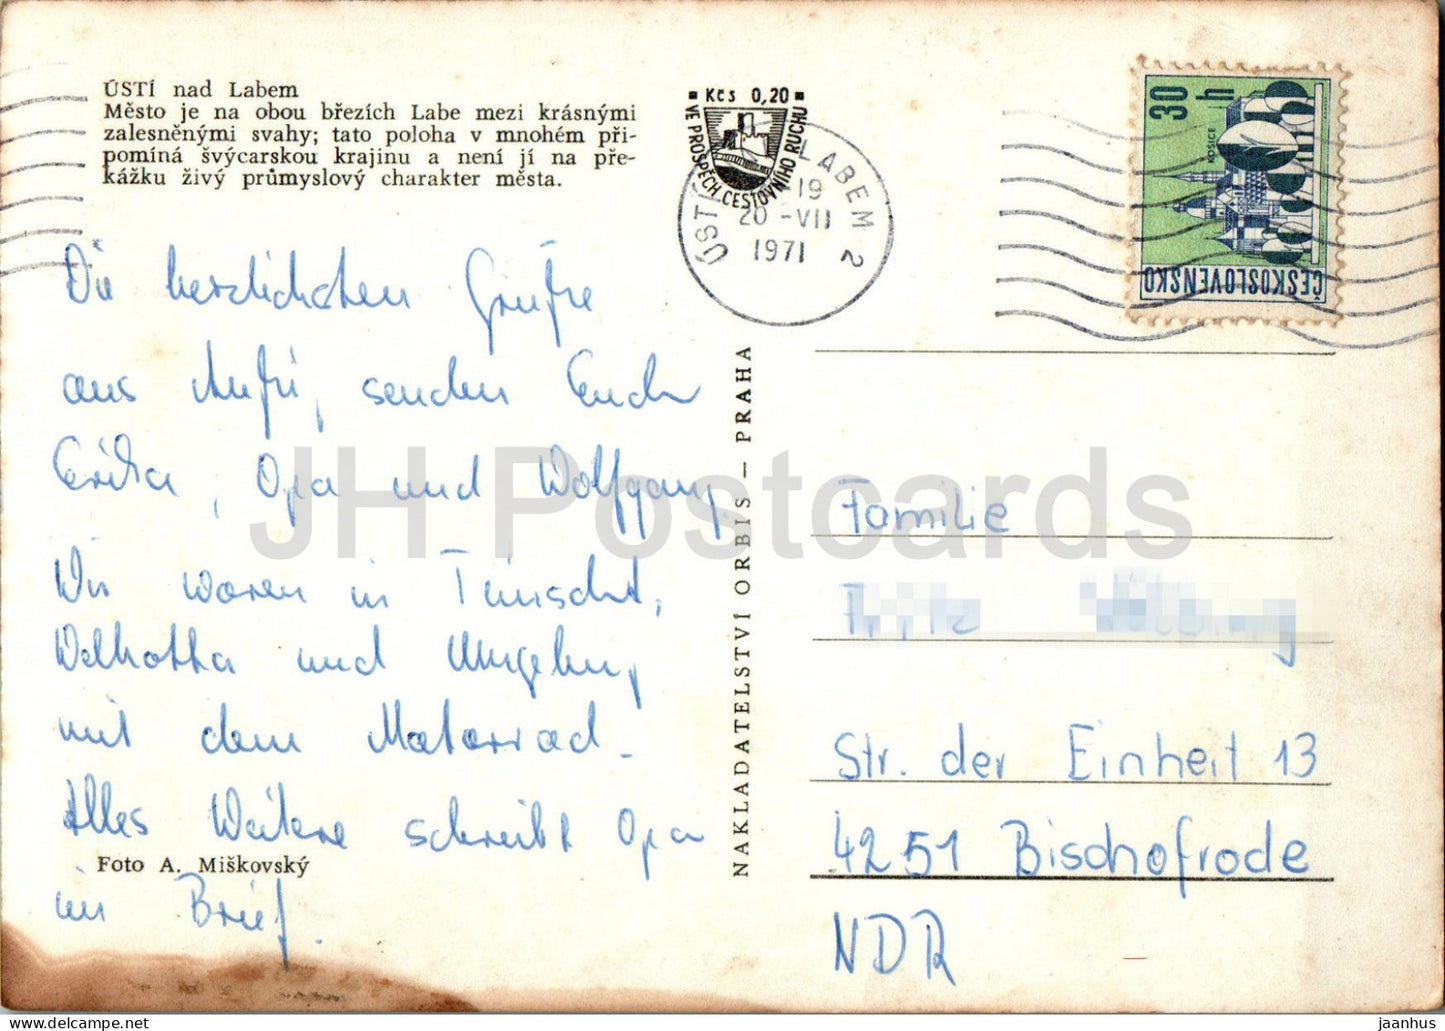 ÚSTÍ nad Labem
Město je na obou březích Labe mezi krásnými
zalesněnými svahy; tato poloha v mnohém při-
pomíná švýcarskou krajinu a není jí na pře-
kážku živý průmyslový charakter města.
Kčs 0,20
VE PROSPĚCH CESTOVNÍHO RUCHU
ÚSTÍ LABEM 2
19
20 -VII
1971
30 h
KOŠICE
ČESKOSLOVENSKO
Die herzlichsten Grüße
aus senden Euch
Erika, Opa und Wolfgang.
Wir waren in
und Umgebung
mit dem Motorrad.
Alles Weitere schreibt Opa
im Brief.
Foto A. Miškovský
NAKLADATELSTVÍ ORBIS — PRAHA
Familie
Str. der Einheit 13
4251 Bischofrode
NDR
JH Postcards
jaanhus
www.jhpostcards.com